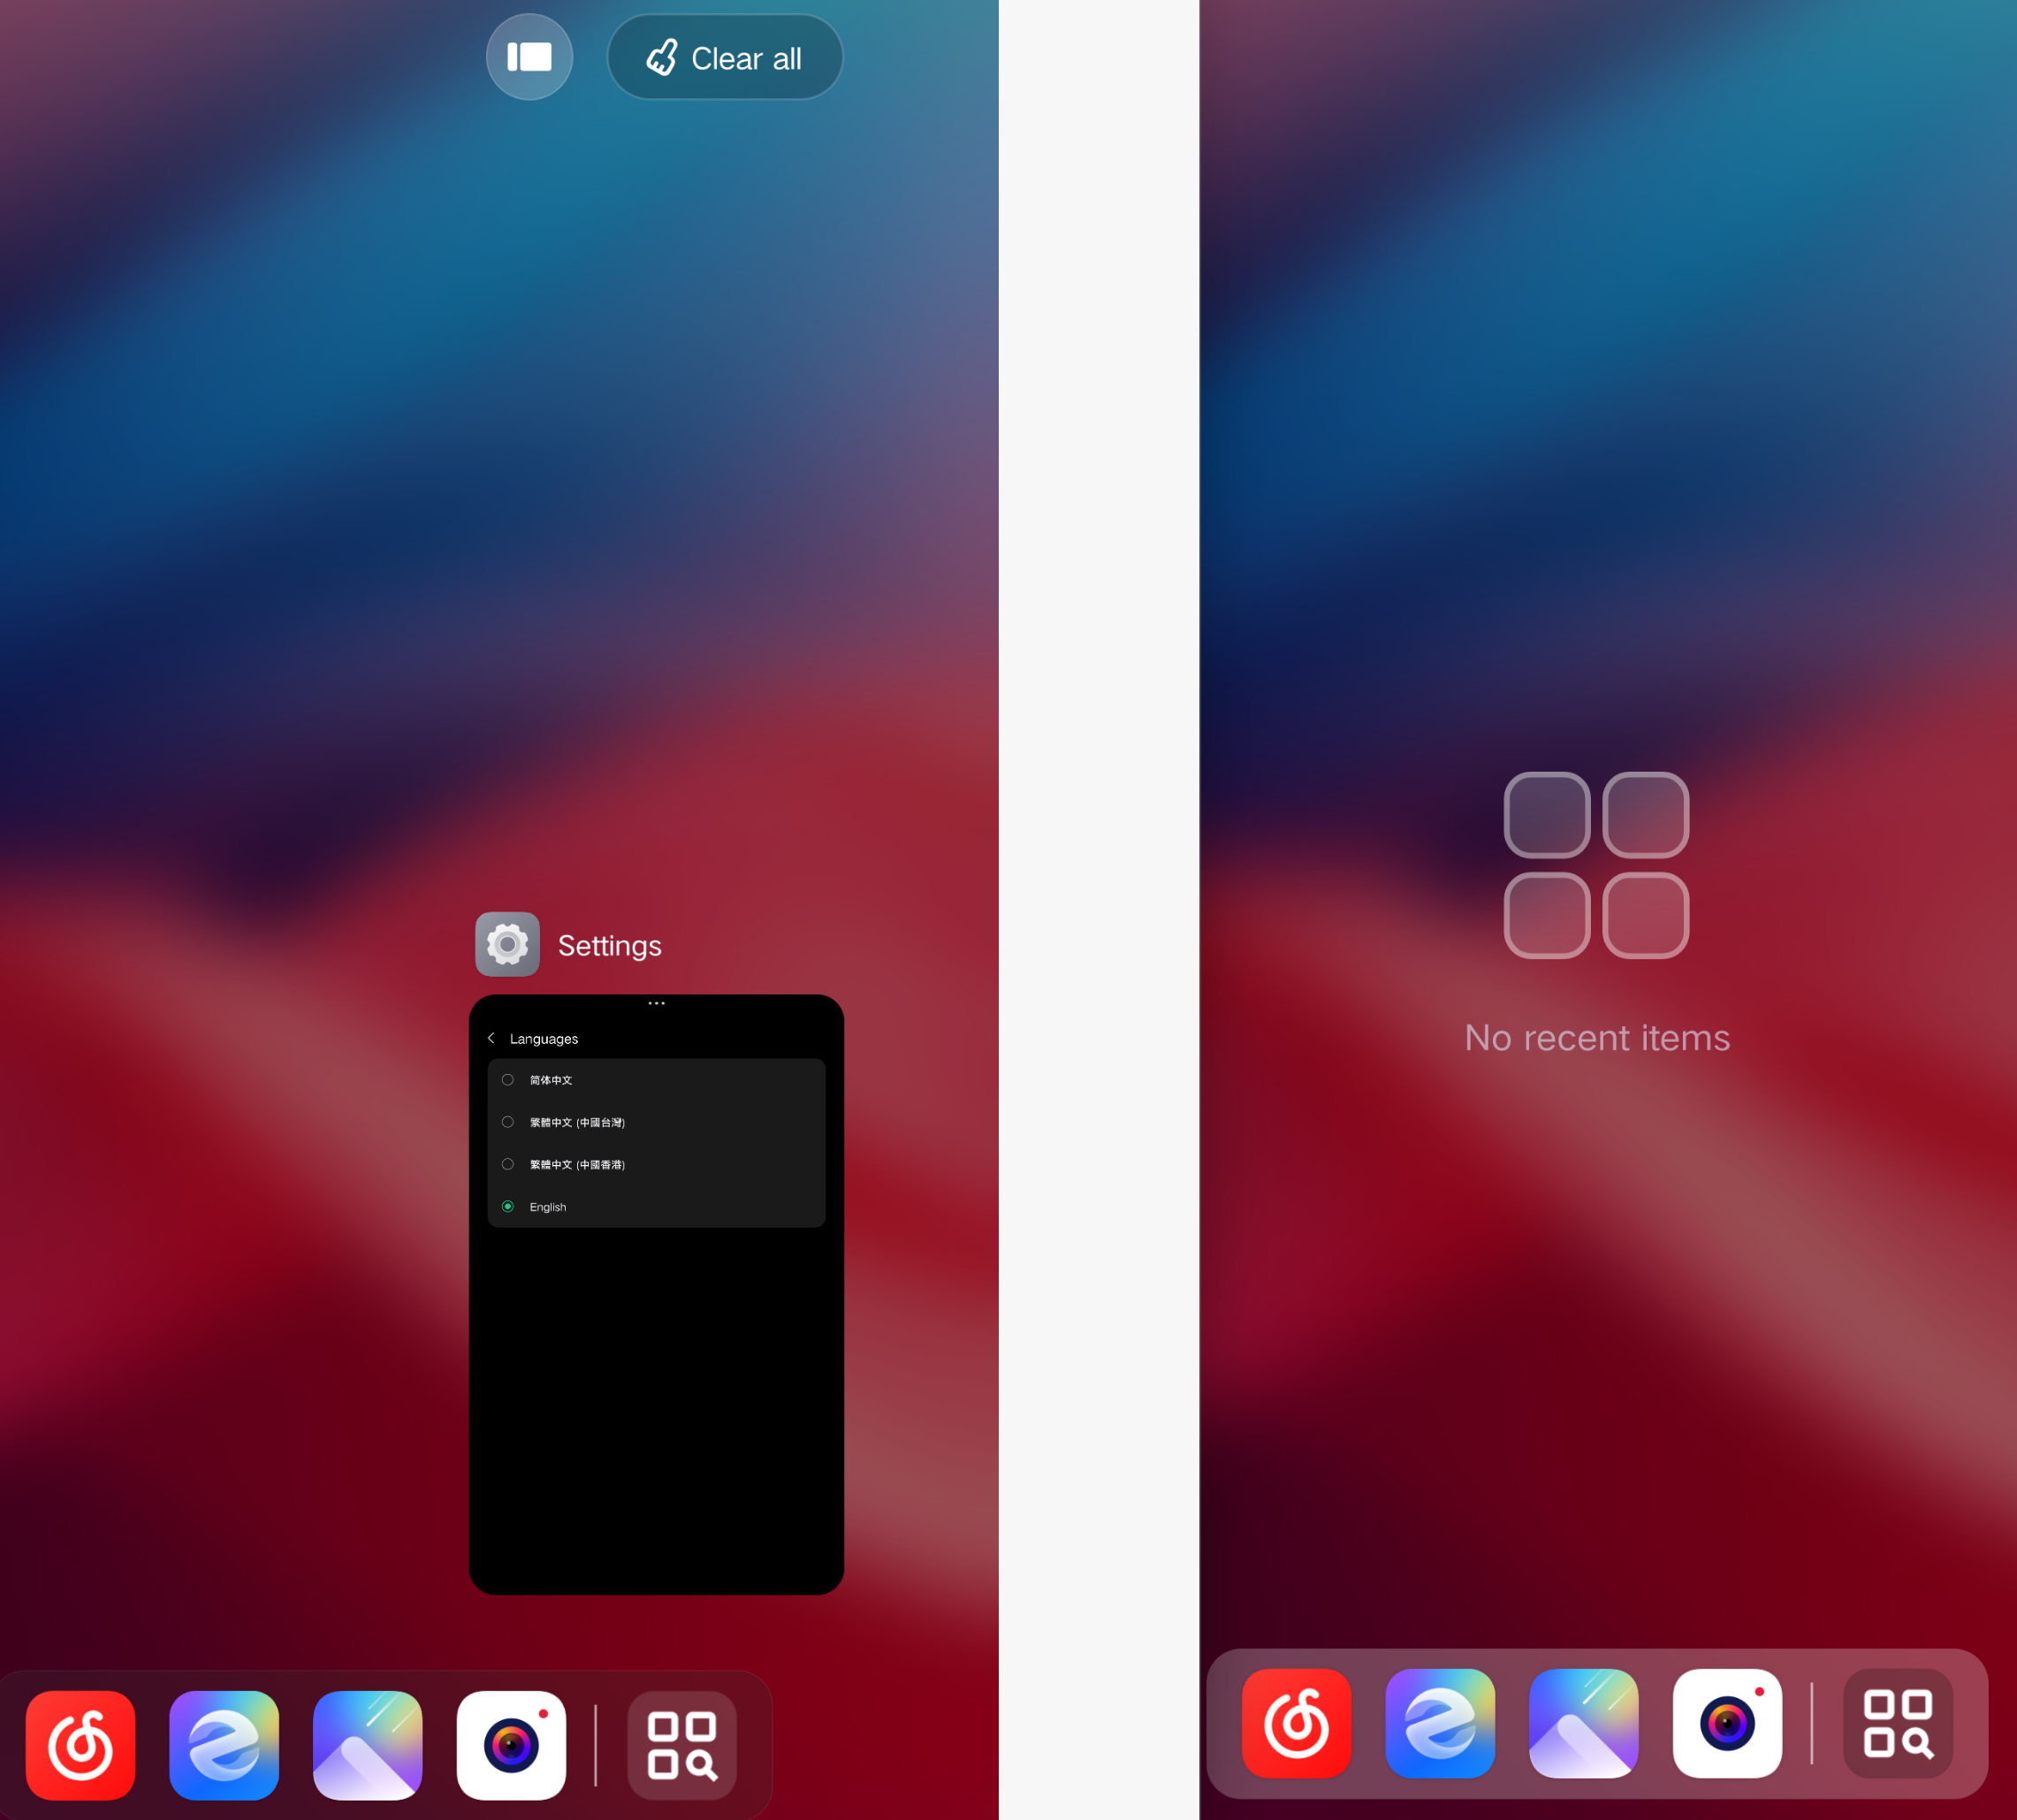 Clear all
Settings
Languages
简体中文
繁體中文 (中國台灣)
繁體中文 (中國香港)
English
No recent items